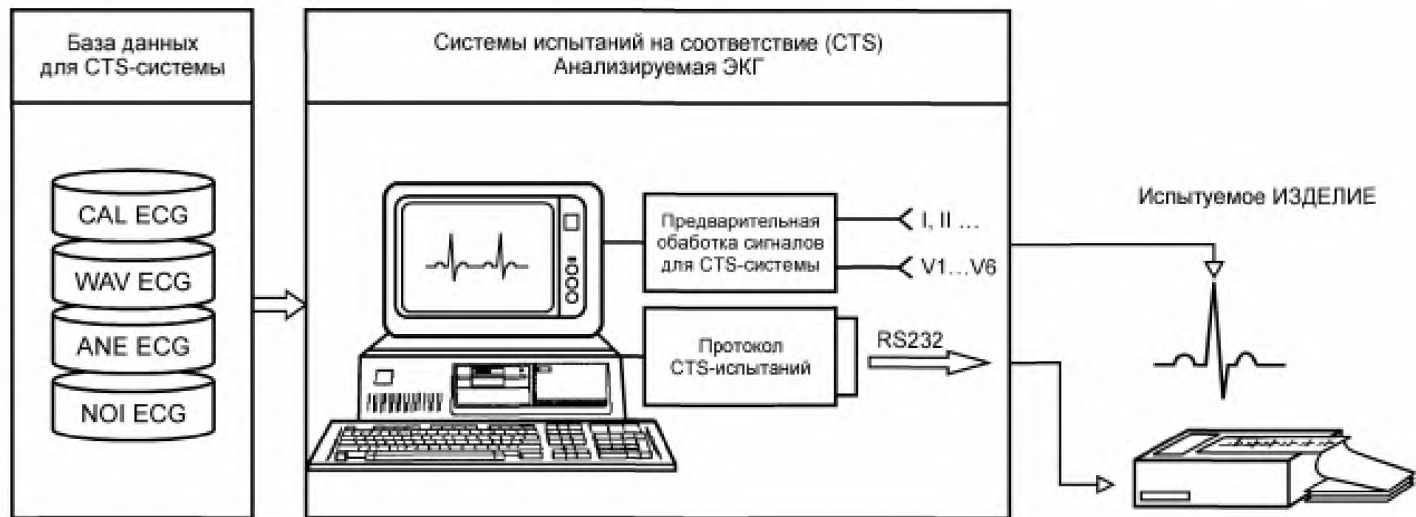 База данных
для CTS-системы
CAL ECG
WAV ECG
ANE ECG
NOI ECG
Системы испытаний на соответствие (CTS)
Анализируемая ЭКГ
Предварительная
обаботка сигналов
для CTS-системы
I, II ...
V1...V6
Протокол
CTS-испытаний
RS232
Испытуемое ИЗДЕЛИЕ